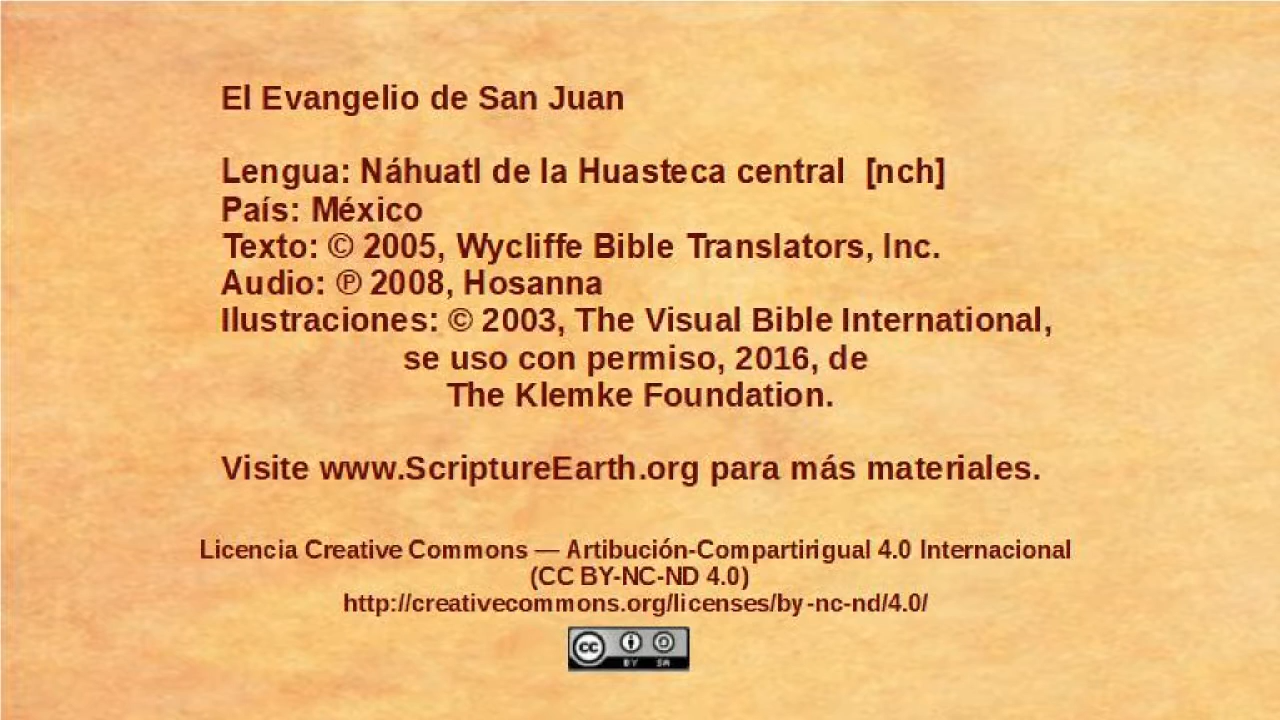 El Evangelio de San Juan
Lengua: Náhuatl de la Huasteca central [nch]
País: México
Texto: © 2005, Wycliffe Bible Translators, Inc.
Audio: ℗ 2008, Hosanna
Ilustraciones: © 2003, The Visual Bible International,
se uso con permiso, 2016, de
The Klemke Foundation.
Visite www.ScriptureEarth.org para más materiales.
Licencia Creative Commons — Artibución-Compartirigual 4.0 Internacional
(CC BY-NC-ND 4.0)
http://creativecommons.org/licenses/by-nc-nd/4.0/
cc
BY SA